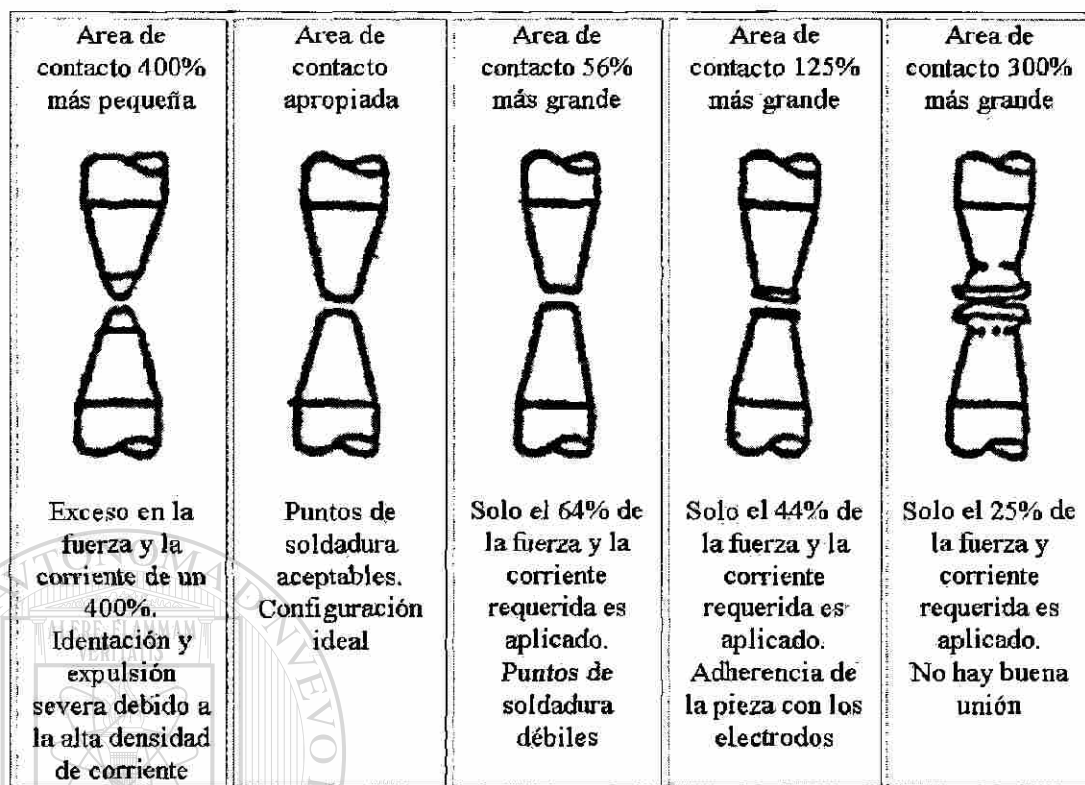 Area de
contacto 400%
más pequeña
Area de
contacto
apropiada
Area de
contacto 56%
más grande
Area de
contacto 125%
más grande
Area de
contacto 300%
más grande
Exceso en la
fuerza y la
corriente de un
400%.
Identación y
expulsión
severa debido a
la alta densidad
de corriente
Puntos de
soldadura
aceptables.
Configuración
ideal
Solo el 64% de
la fuerza y la
corriente
requerida es
aplicado.
Puntos de
soldadura
débiles
Solo el 44% de
la fuerza y la
corriente
requerida es
aplicado.
Adherencia de
la pieza con los
electrodos
Solo el 25% de
la fuerza y
corriente
requerida es
aplicado.
No hay buena
unión
ALERE FLAMMAM
VERITATIS